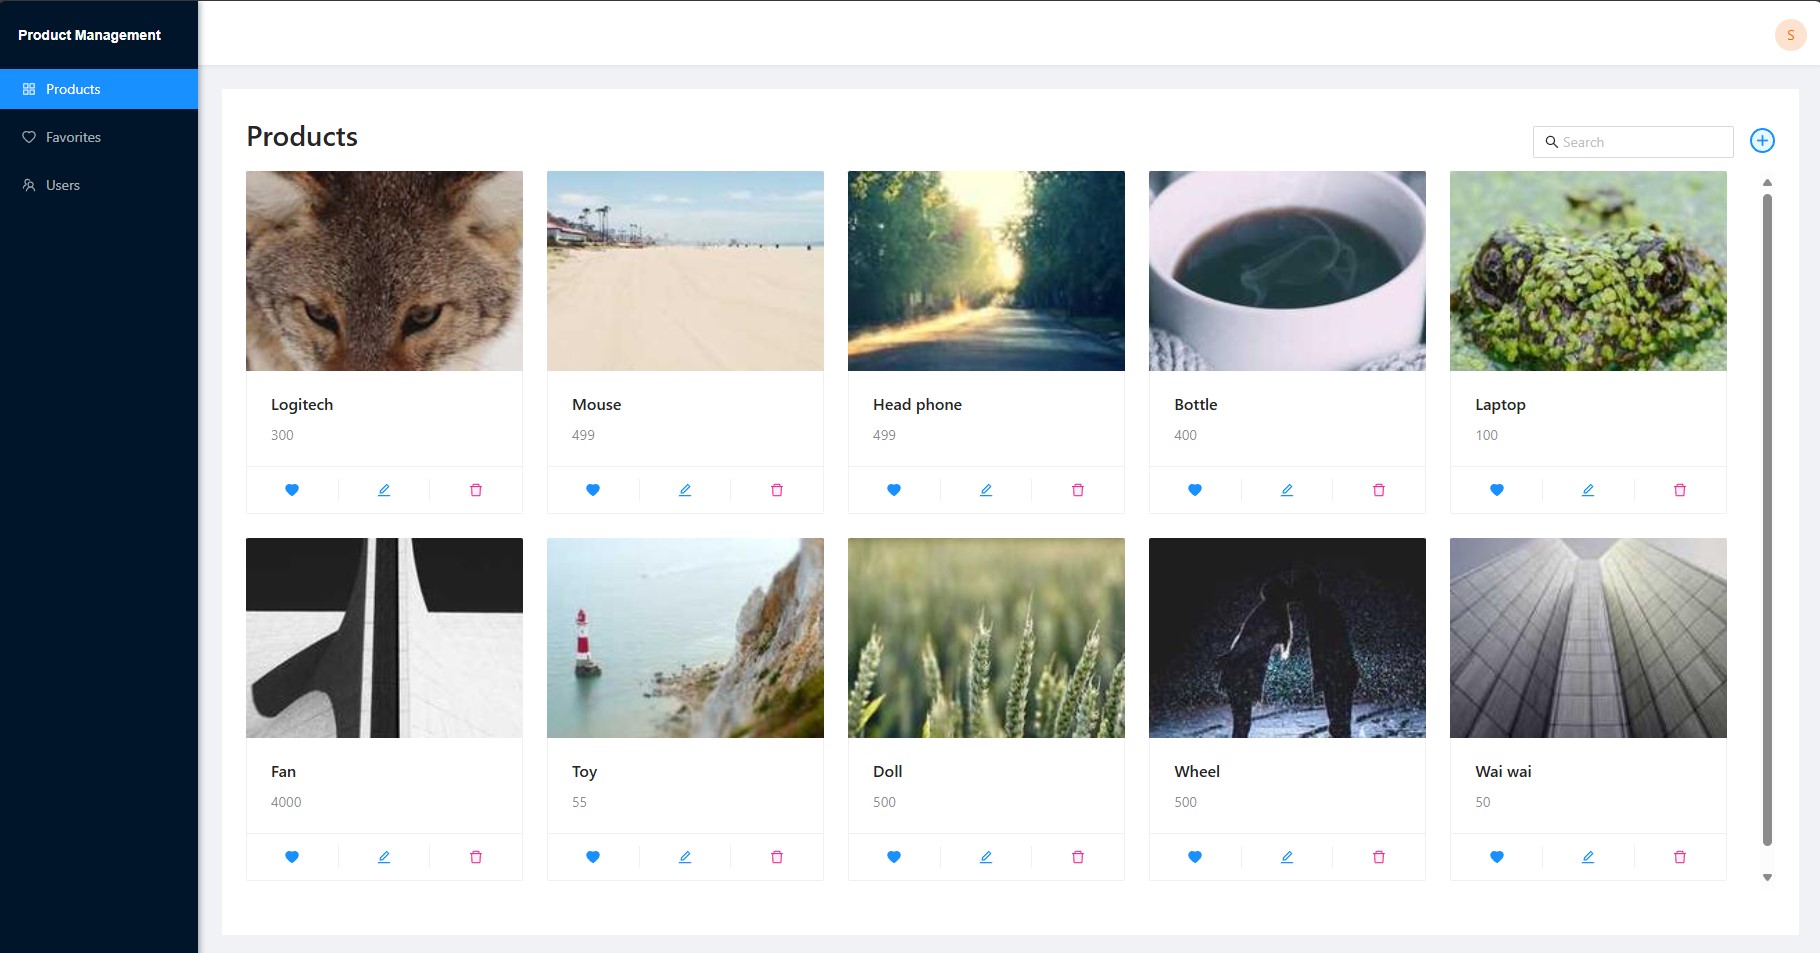 Product Management
S
Products
Favorites
Users
Products
Search
Logitech
300
Mouse
499
Head phone
499
Bottle
400
Laptop
100
Fan
4000
Toy
55
Doll
500
Wheel
500
Wai wai
50